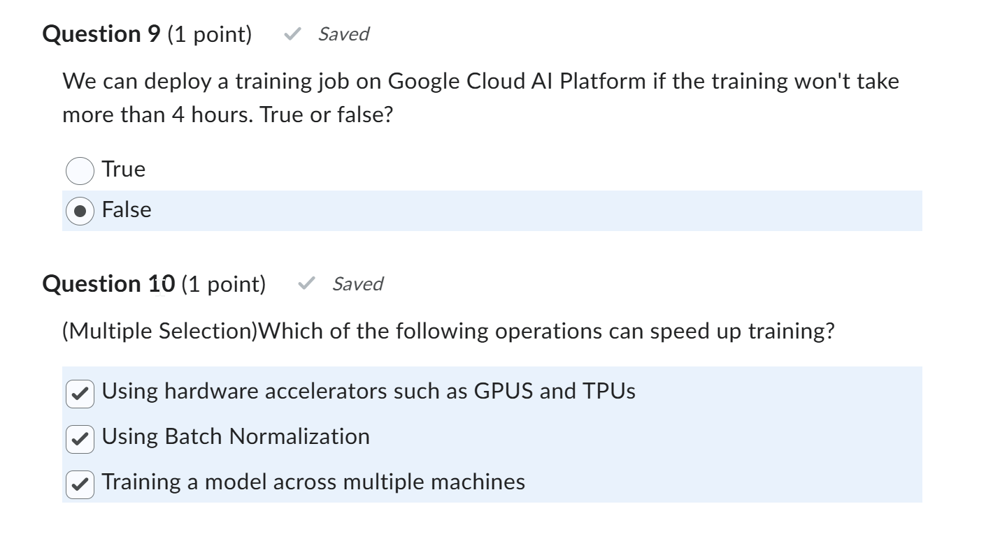 Question 9 (1 point) Saved
We can deploy a training job on Google Cloud AI Platform if the training won't take
more than 4 hours. True or false?
True
False
Question 10 (1 point) Saved
(Multiple Selection)Which of the following operations can speed up training?
Using hardware accelerators such as GPUS and TPUs
Using Batch Normalization
Training a model across multiple machines